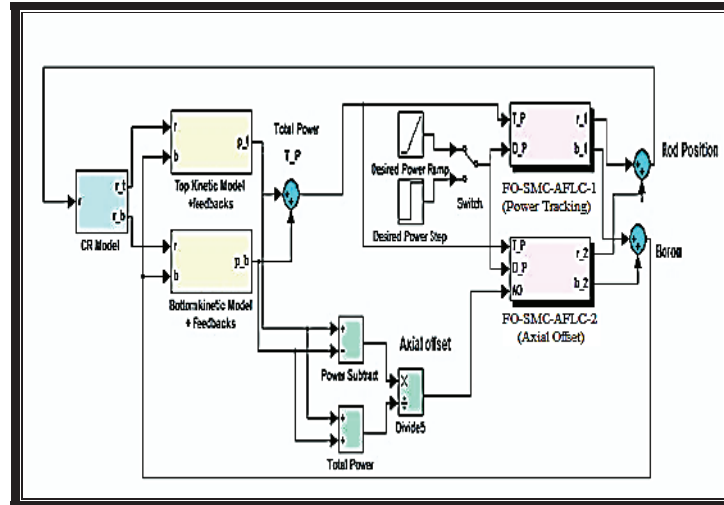 r
CR Model
r_t
r_b
r
b
p_t
Top Kinetic Model
+feedbacks
r
b
p_b
Bottomkinetic Model
+ Feedbacks
Total Power
T_P
Desired Power Ramp
Switch
Desired Power Step
T_P
D_P
r_1
b_1
FO-SMC-AFLC-1
(Power Tracking)
T_P
D_P
AO
r_2
b_2
FO-SMC-AFLC-2
(Axial Offset)
Rod Position
Boron
Power Subtract
Axial offset
Divide5
Total Power